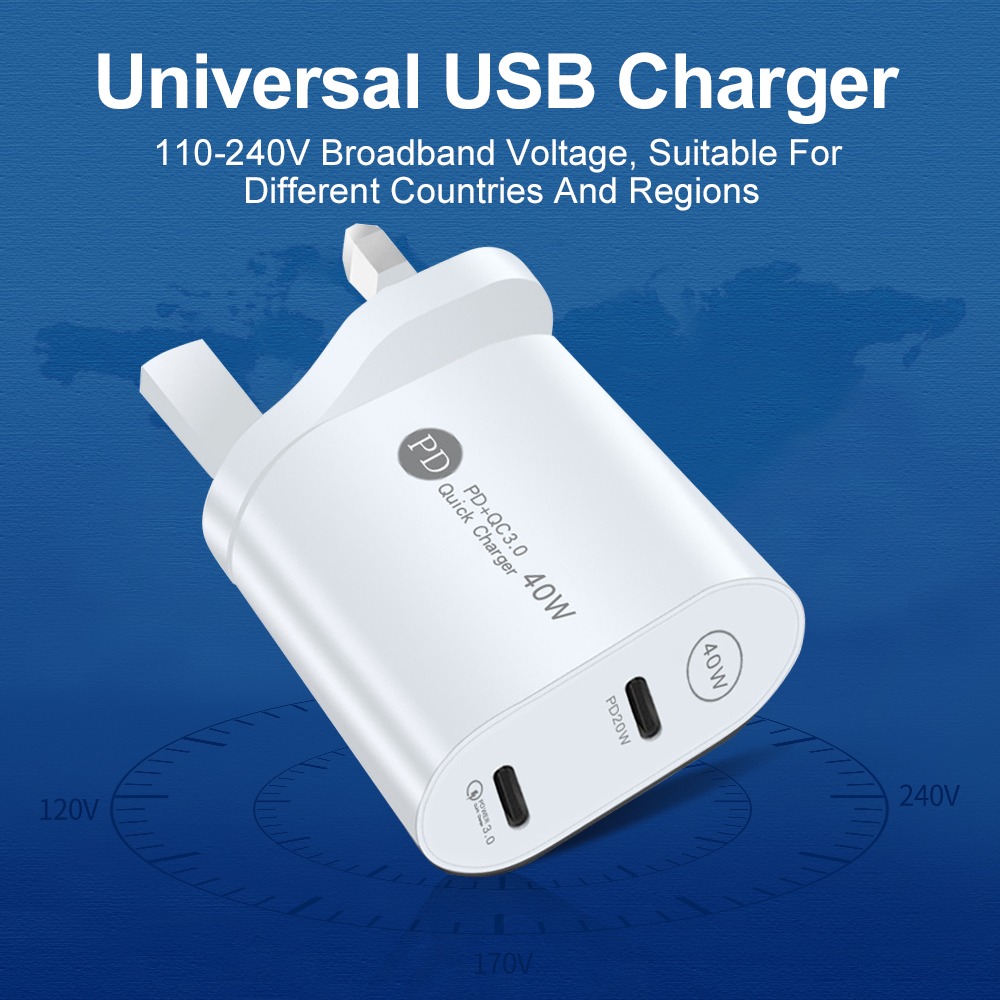 Universal USB Charger
110-240V Broadband Voltage, Suitable For
Different Countries And Regions
PD
PD+QC3.0
Quick Charger
40W
40W
PD20W
POWER 3.0
120V
240V
170V